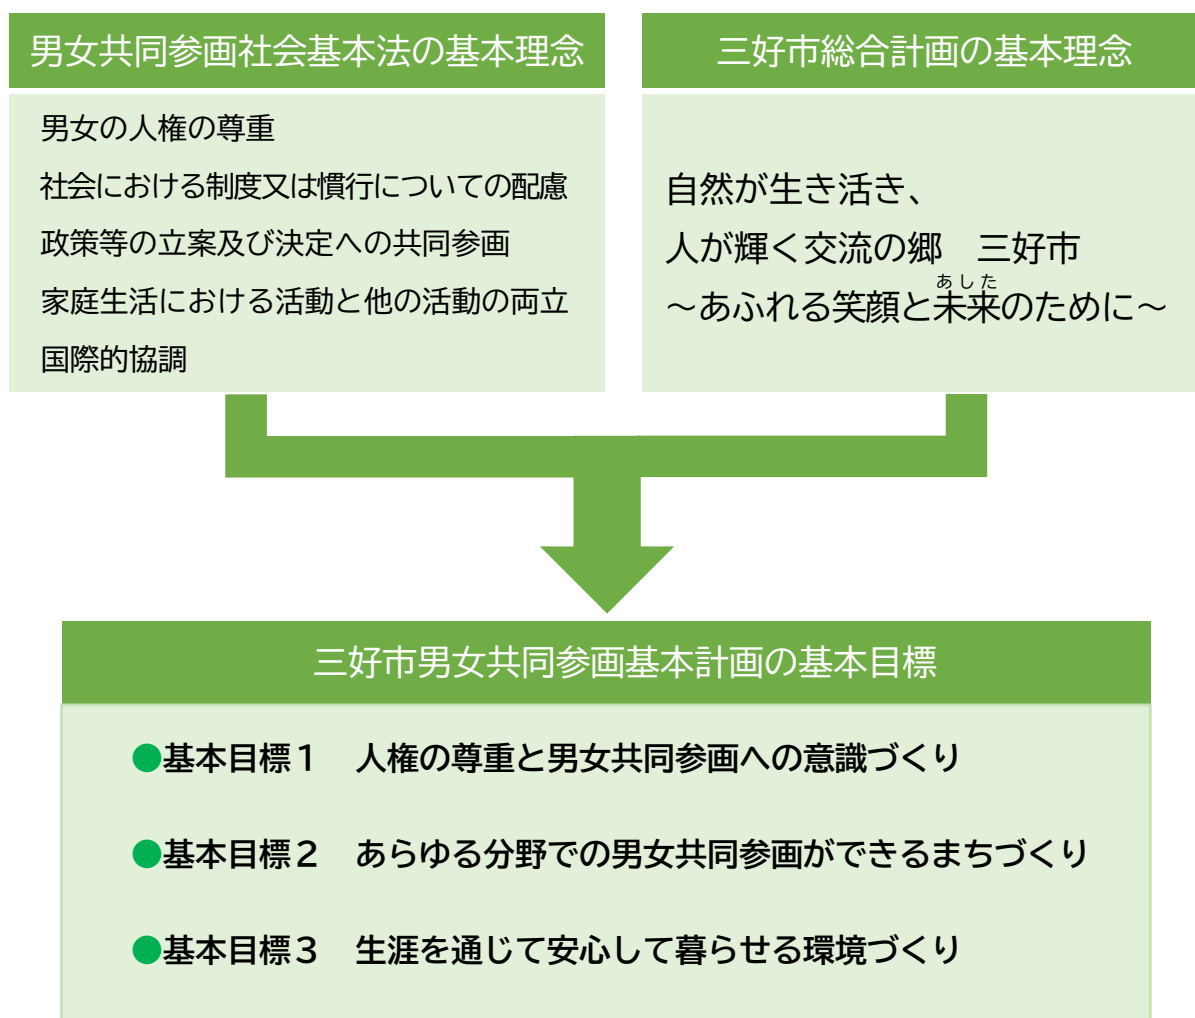 男女共同参画社会基本法の基本理念
男女の人権の尊重
社会における制度又は慣行についての配慮
政策等の立案及び決定への共同参画
家庭生活における活動と他の活動の両立
国際的協調
三好市総合計画の基本理念
自然が生き活き、
人が輝く交流の郷　三好市
あした
～あふれる笑顔と未来のために～
三好市男女共同参画基本計画の基本目標
●基本目標１　人権の尊重と男女共同参画への意識づくり
●基本目標２　あらゆる分野での男女共同参画ができるまちづくり
●基本目標３　生涯を通じて安心して暮らせる環境づくり